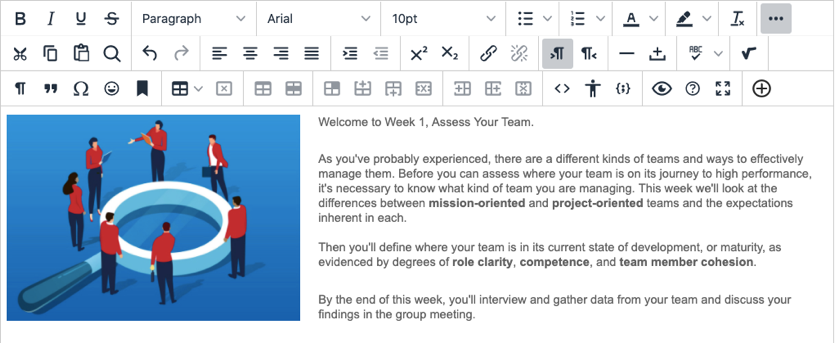 B I U S Paragraph Arial 10pt A
X² X₂ ABC
Welcome to Week 1, Assess Your Team.
As you've probably experienced, there are a different kinds of teams and ways to effectively
manage them. Before you can assess where your team is on its journey to high performance,
it's necessary to know what kind of team you are managing. This week we'll look at the
differences between mission-oriented and project-oriented teams and the expectations
inherent in each.
Then you'll define where your team is in its current state of development, or maturity, as
evidenced by degrees of role clarity, competence, and team member cohesion.
By the end of this week, you'll interview and gather data from your team and discuss your
findings in the group meeting.